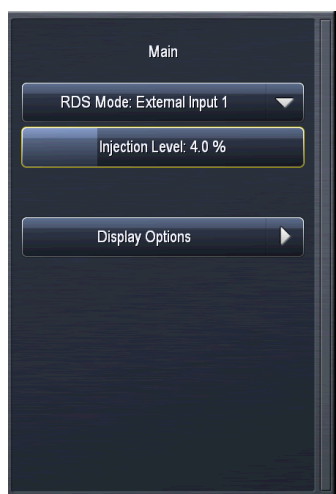 Main
RDS Mode: External Input 1
Injection Level: 4.0 %
Display Options